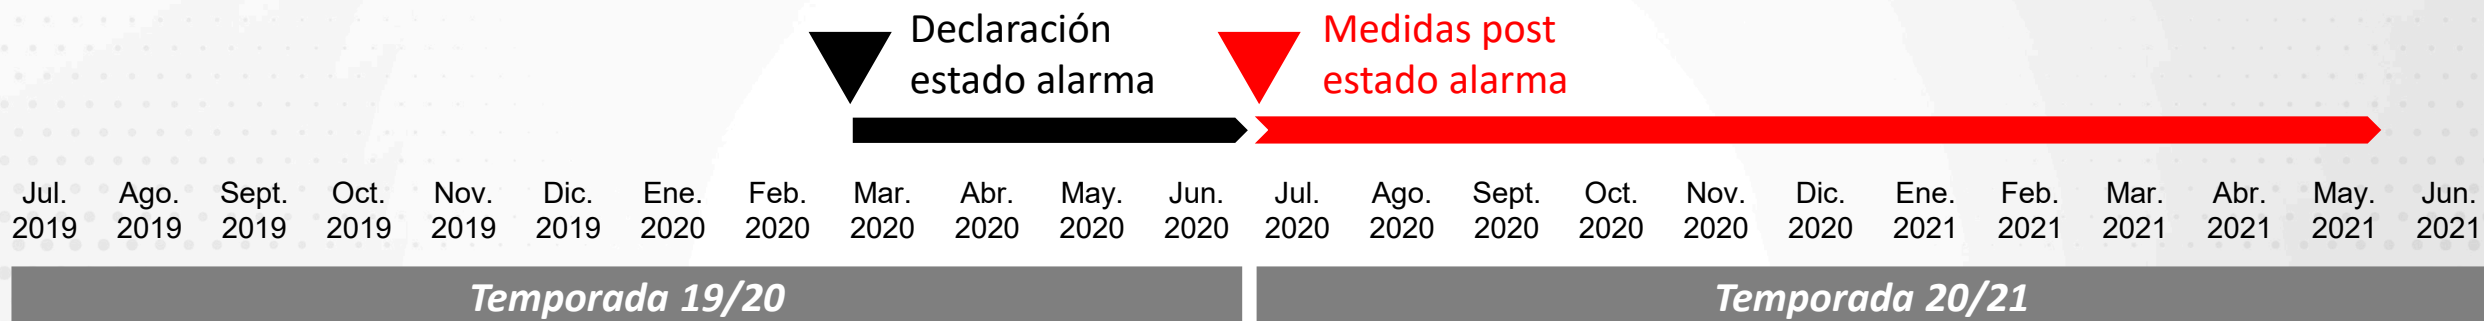 Declaración
estado alarma
Medidas post
estado alarma
Jul. Ago. Sept. Oct. Nov. Dic. Ene. Feb. Mar. Abr. May. Jun. Jul. Ago. Sept. Oct. Nov. Dic. Ene. Feb. Mar. Abr. May. Jun.
2019 2019 2019 2019 2019 2019 2020 2020 2020 2020 2020 2020 2020 2020 2020 2020 2020 2020 2021 2021 2021 2021 2021 2021
Temporada 19/20
Temporada 20/21